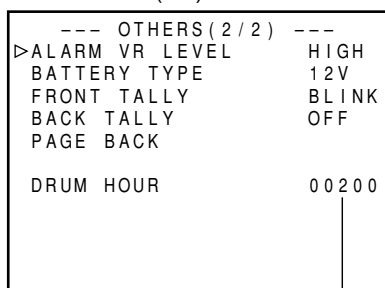 --- OTHERS(2/2) ---
▷ALARM VR LEVEL HIGH
BATTERY TYPE 12V
FRONT TALLY BLINK
BACK TALLY OFF
PAGE BACK
DRUM HOUR 00200